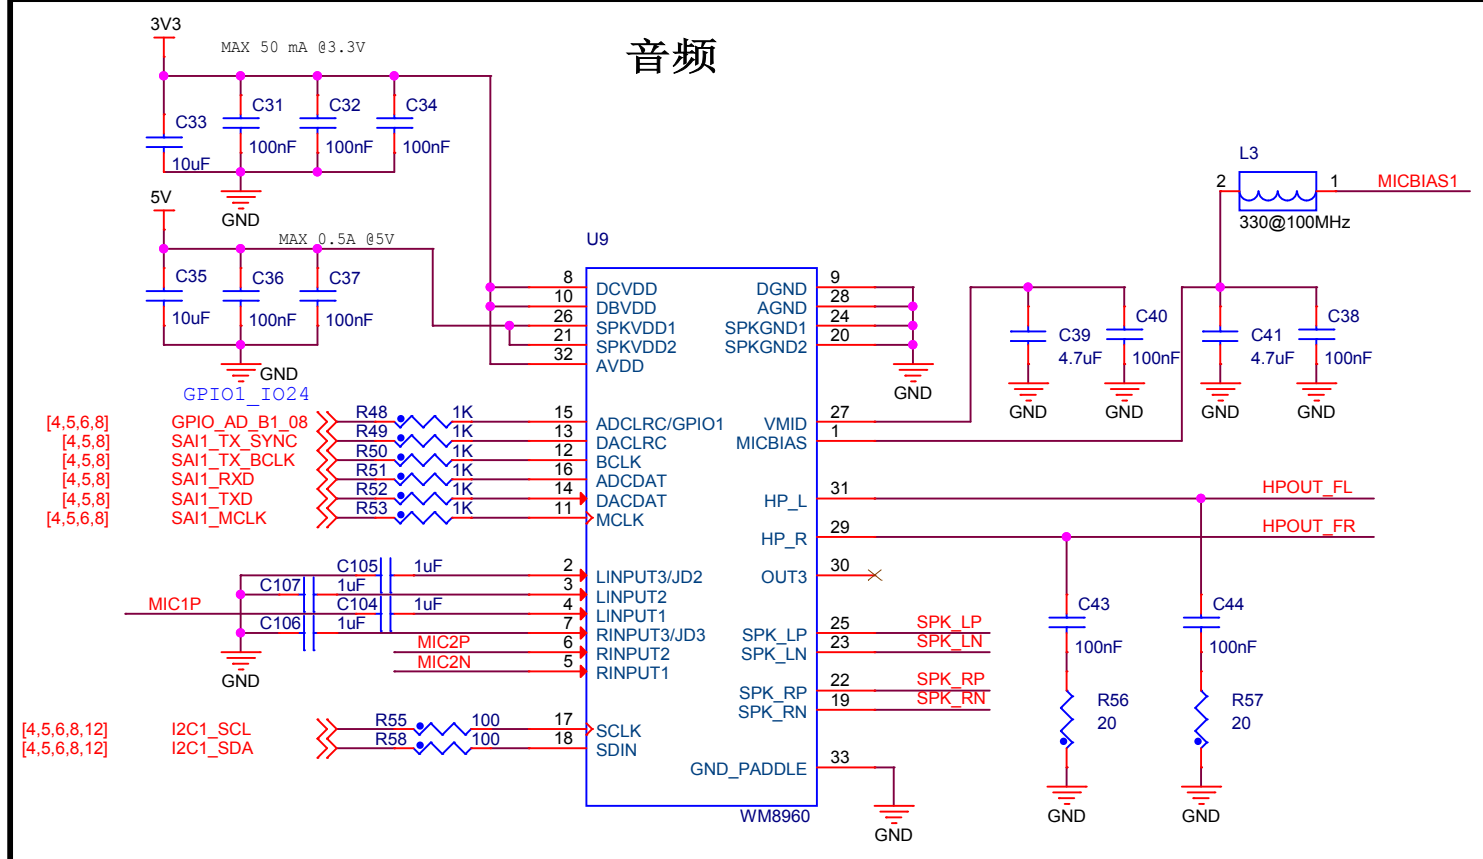 音频
3V3
MAX 50 mA @3.3V
C33
10uF
C31
100nF
C32
100nF
C34
100nF
GND
5V
MAX 0.5A @5V
C35
10uF
C36
100nF
C37
100nF
GND
GPIO1_IO24
[4,5,6,8] GPIO_AD_B1_08 R48 1K 15 ADCLRC/GPIO1
[4,5,8] SAI1_TX_SYNC R49 1K 13 DACLRC
[4,5,8] SAI1_TX_BCLK R50 1K 12 BCLK
[4,5,8] SAI1_RXD R51 1K 16 ADCDAT
[4,5,8] SAI1_TXD R52 1K 14 DACDAT
[4,5,6,8] SAI1_MCLK R53 1K 11 MCLK
C105 1uF 2 LINPUT3/JD2
C107 1uF 3 LINPUT2
MIC1P C104 1uF 4 LINPUT1
C106 1uF 7 RINPUT3/JD3
MIC2P 6 RINPUT2
MIC2N 5 RINPUT1
GND
[4,5,6,8,12] I2C1_SCL R55 100 17 SCLK
[4,5,6,8,12] I2C1_SDA R58 100 18 SDIN
U9
8 DCVDD
10 DBVDD
26 SPKVDD1
21 SPKVDD2
32 AVDD
DGND 9
AGND 28
SPKGND1 24
SPKGND2 20
GND
VMID 27
MICBIAS 1
HP_L 31 HPOUT_FL
HP_R 29 HPOUT_FR
OUT3 30
SPK_LP 25 SPK_LP
SPK_LN 23 SPK_LN
SPK_RP 22 SPK_RP
SPK_RN 19 SPK_RN
GND_PADDLE 33
WM8960
GND
L3
2 1 MICBIAS1
330@100MHz
C39
4.7uF
GND
C40
100nF
GND
C41
4.7uF
GND
C38
100nF
GND
C43
100nF
R56
20
GND
C44
100nF
R57
20
GND